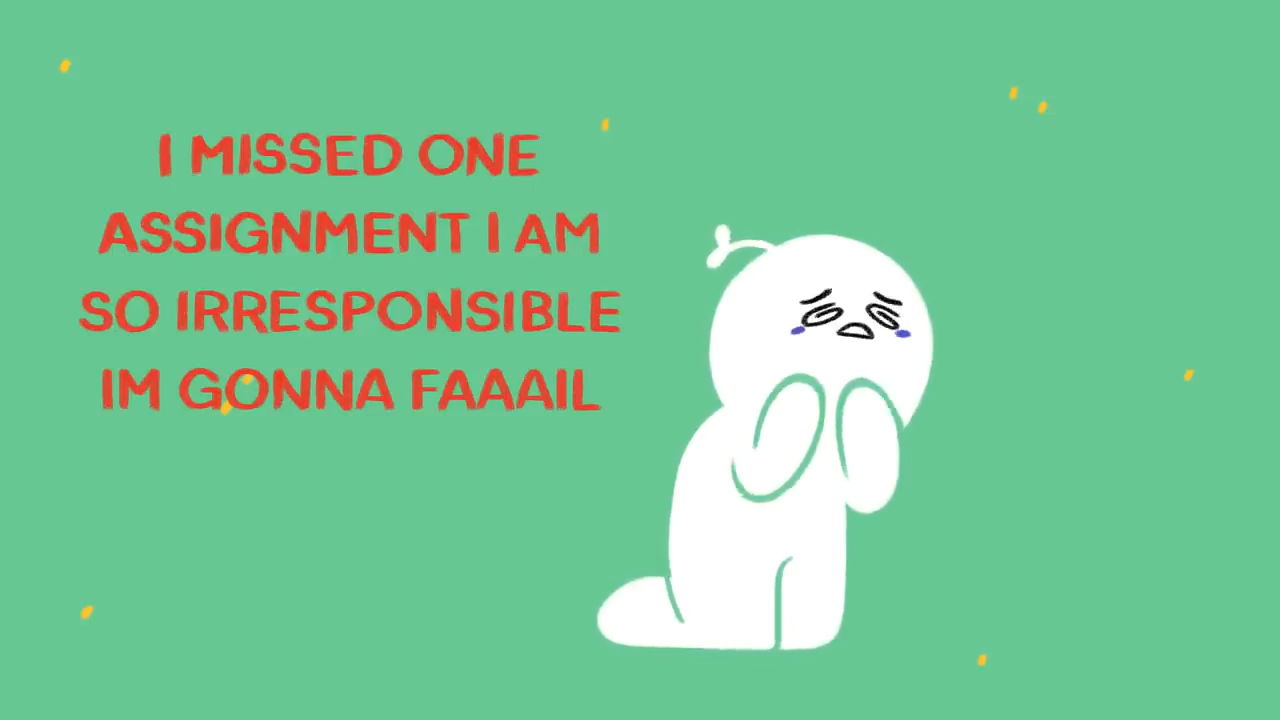 I MISSED ONE
ASSIGNMENT I AM
SO IRRESPONSIBLE
IM GONNA FAAAIL